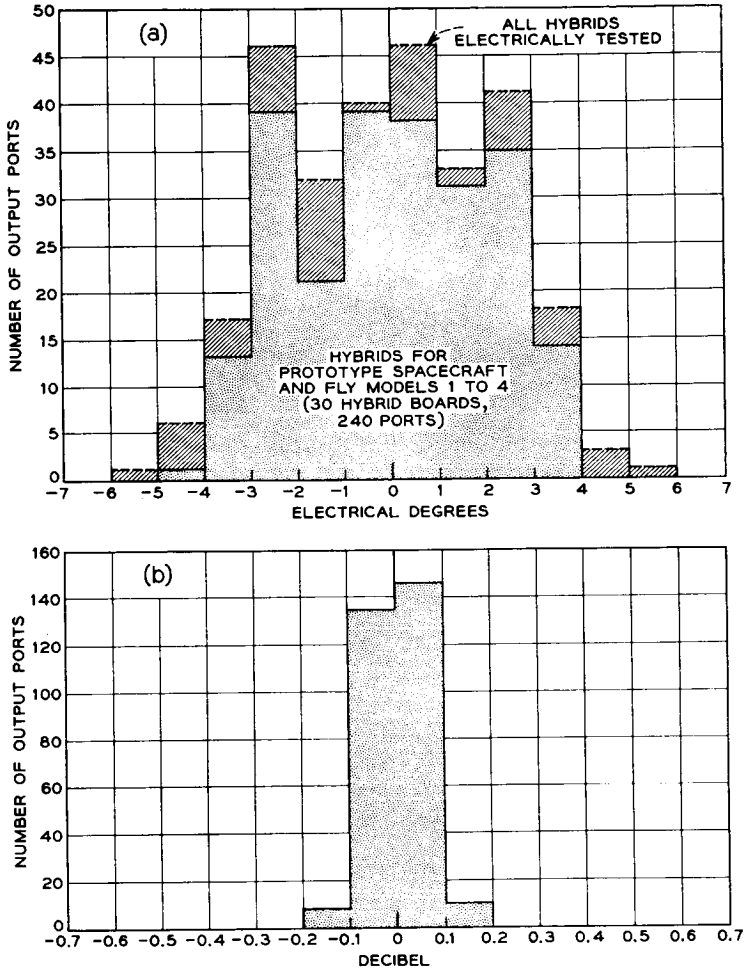 (a)
ALL HYBRIDS
ELECTRICALLY TESTED
50
45
40
35
30
25
20
15
10
5
0
NUMBER OF OUTPUT PORTS
HYBRIDS FOR
PROTOTYPE SPACECRAFT
AND FLY MODELS 1 TO 4
(30 HYBRID BOARDS,
240 PORTS)
-7 -6 -5 -4 -3 -2 -1 0 1 2 3 4 5 6 7
ELECTRICAL DEGREES
(b)
160
140
120
100
80
60
40
20
0
NUMBER OF OUTPUT PORTS
-0.7 -0.6 -0.5 -0.4 -0.3 -0.2 -0.1 0 0.1 0.2 0.3 0.4 0.5 0.6 0.7
DECIBEL